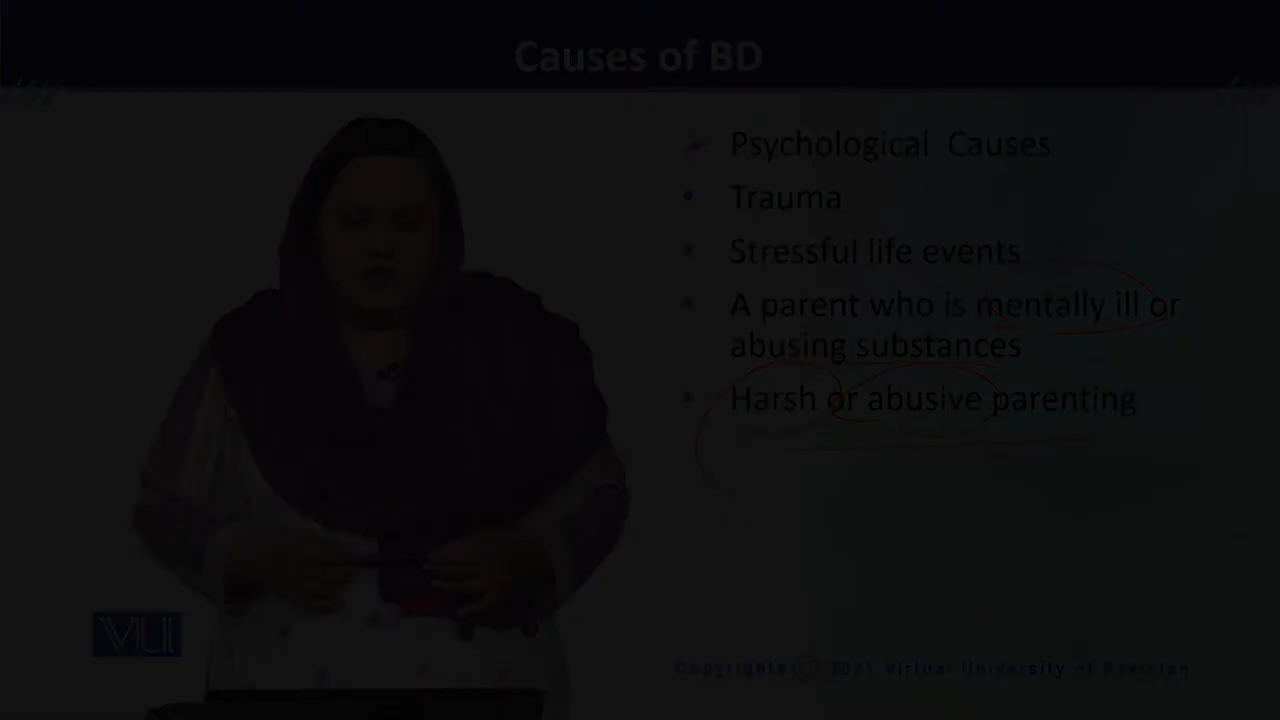 Causes of BD
Psychological Causes
Trauma
Stressful life events
A parent who is mentally ill or
abusing substances
Harsh or abusive parenting
VU
Copyrights © 2021 Virtual University of Pakistan